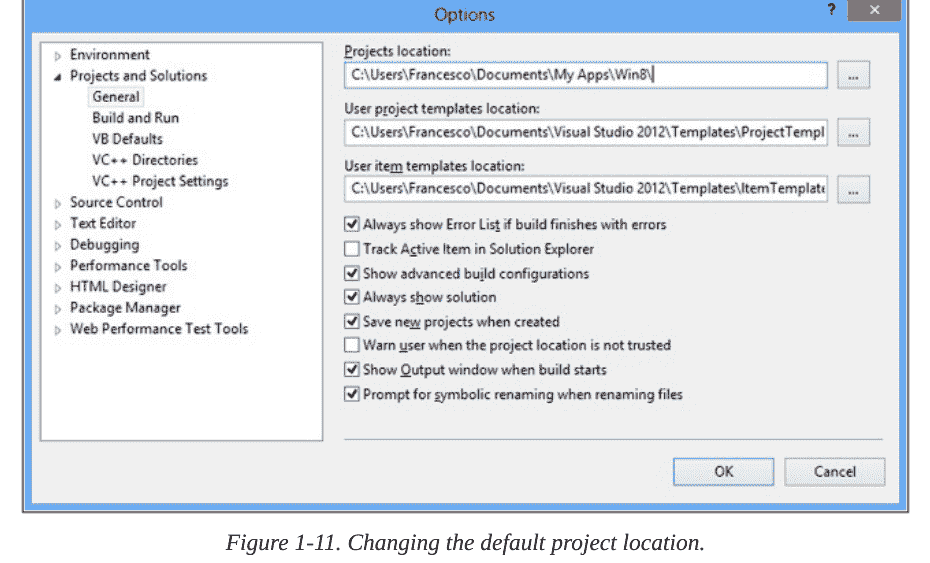 Options
?
Environment
Projects and Solutions
General
Build and Run
VB Defaults
VC++ Directories
VC++ Project Settings
Source Control
Text Editor
Debugging
Performance Tools
HTML Designer
Package Manager
Web Performance Test Tools
Projects location:
C:\Users\Francesco\Documents\My Apps\Win8\
...
User project templates location:
C:\Users\Francesco\Documents\Visual Studio 2012\Templates\ProjectTempl
...
User item templates location:
C:\Users\Francesco\Documents\Visual Studio 2012\Templates\ItemTemplate
...
Always show Error List if build finishes with errors
Track Active Item in Solution Explorer
Show advanced build configurations
Always show solution
Save new projects when created
Warn user when the project location is not trusted
Show Output window when build starts
Prompt for symbolic renaming when renaming files
OK
Cancel
Figure 1-11. Changing the default project location.